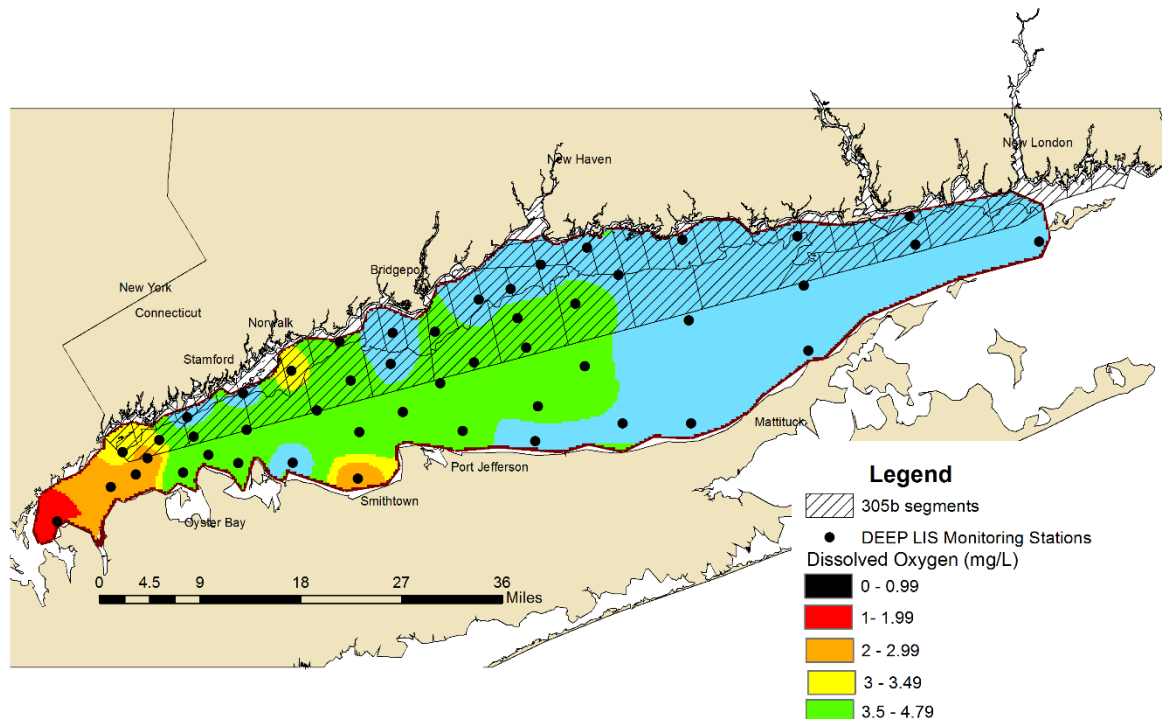 New London
New Haven
Bridgeport
New York
Connecticut
Norwalk
Stamford
Mattituck
Port Jefferson
Smithtown
Oyster Bay
0 4.5 9 18 27 36
Miles
Legend
305b segments
DEEP LIS Monitoring Stations
Dissolved Oxygen (mg/L)
0 - 0.99
1- 1.99
2 - 2.99
3 - 3.49
3.5 - 4.79